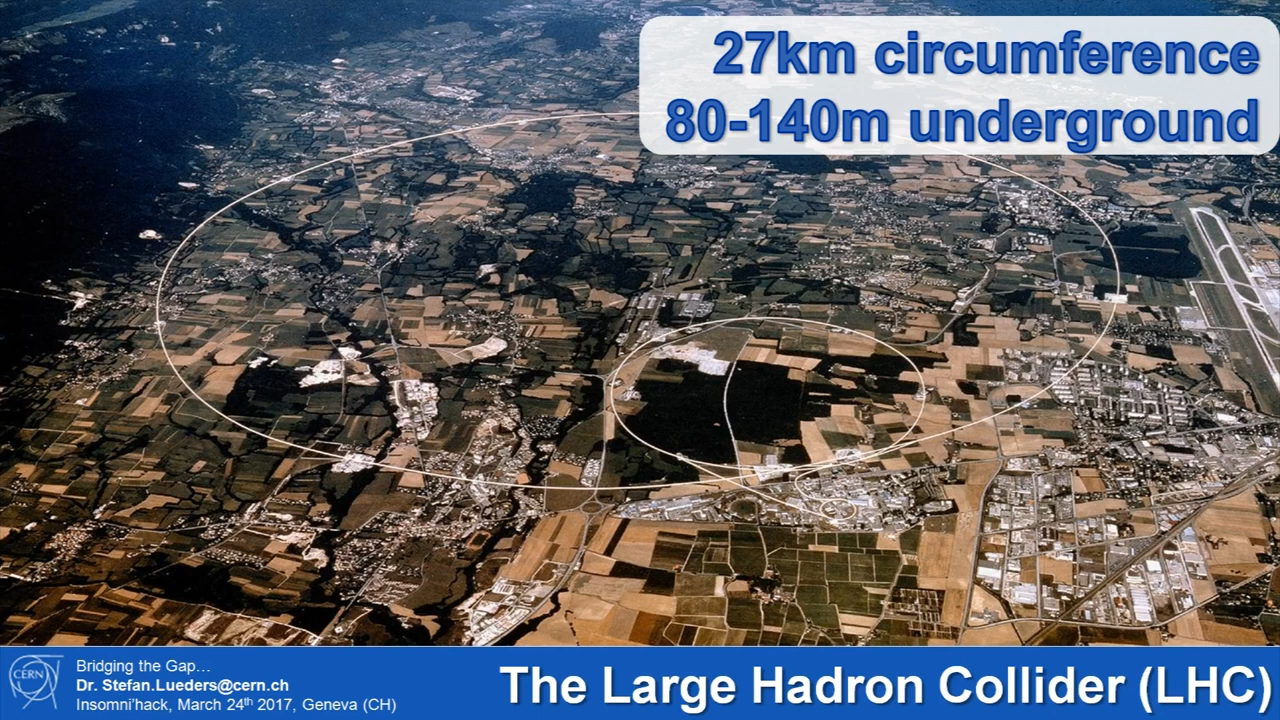 27km circumference
80-140m underground
CERN
Bridging the Gap…
Dr. Stefan.Lueders@cern.ch
Insomni’hack, March 24th 2017, Geneva (CH)
The Large Hadron Collider (LHC)